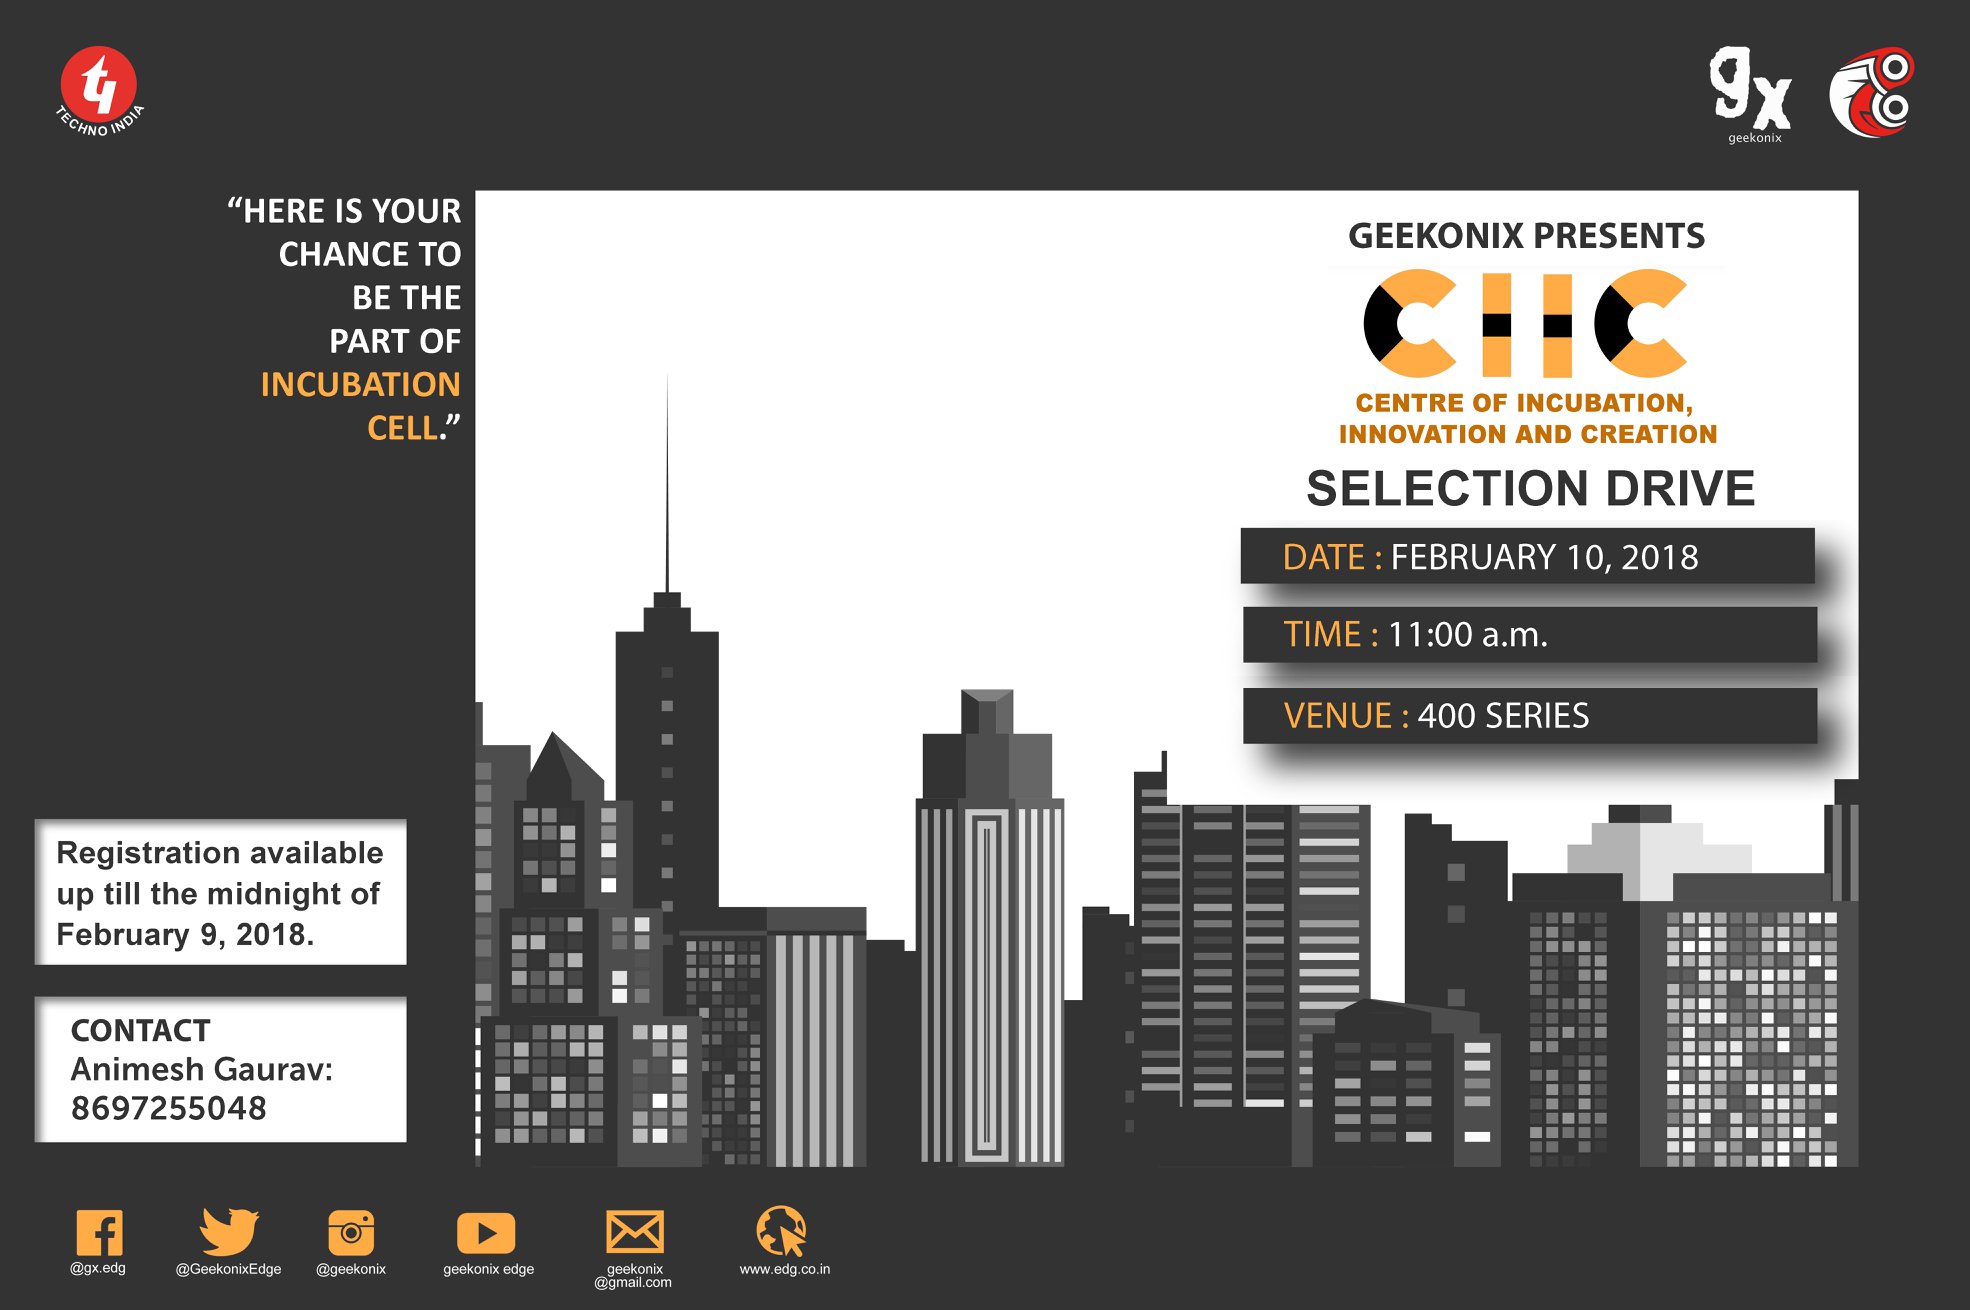 TECHNO INDIA
gx
geekonix
“HERE IS YOUR
CHANCE TO
BE THE
PART OF
INCUBATION
CELL.”
GEEKONIX PRESENTS
CIIC
CENTRE OF INCUBATION,
INNOVATION AND CREATION
SELECTION DRIVE
DATE : FEBRUARY 10, 2018
TIME : 11:00 a.m.
VENUE : 400 SERIES
Registration available
up till the midnight of
February 9, 2018.
CONTACT
Animesh Gaurav:
8697255048
@gx.edg
@GeekonixEdge
@geekonix
geekonix edge
geekonix
@gmail.com
www.edg.co.in